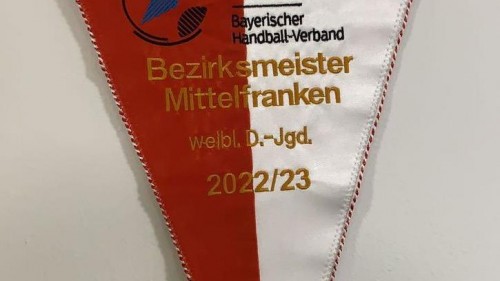 Bayerischer
Handball-Verband
Bezirksmeister
Mittelfranken
weibl. D.-Jgd.
2022/23